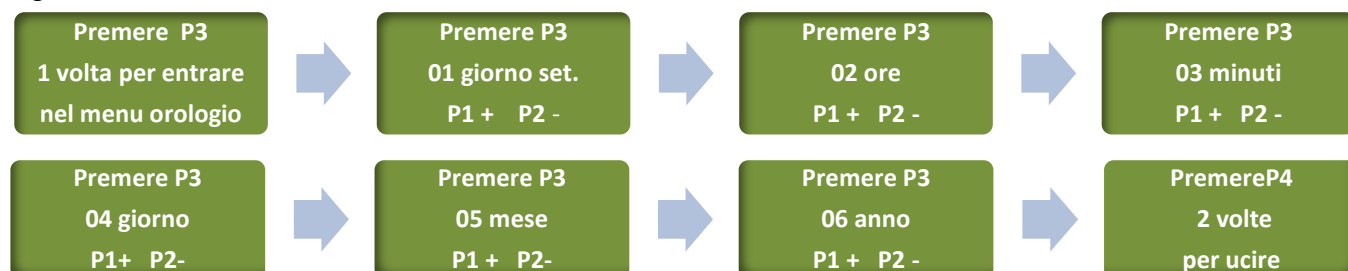 Premere P3
1 volta per entrare
nel menu orologio
Premere P3
01 giorno set.
P1 + P2 -
Premere P3
02 ore
P1 + P2 -
Premere P3
03 minuti
P1 + P2 -
Premere P3
04 giorno
P1+ P2-
Premere P3
05 mese
P1 + P2-
Premere P3
06 anno
P1 + P2 -
PremereP4
2 volte
per ucire